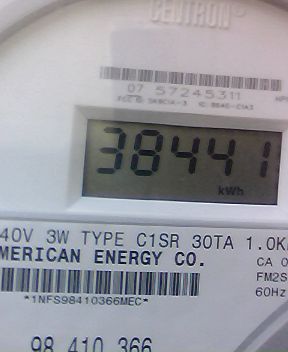 CENTRON®
07 57245311
38441
kWh
40V 3W TYPE C1SR 30TA 1.0K
MERICAN ENERGY CO.
CA 0
FM2S
60Hz
*1NFS98410366MEC*
98 410 366